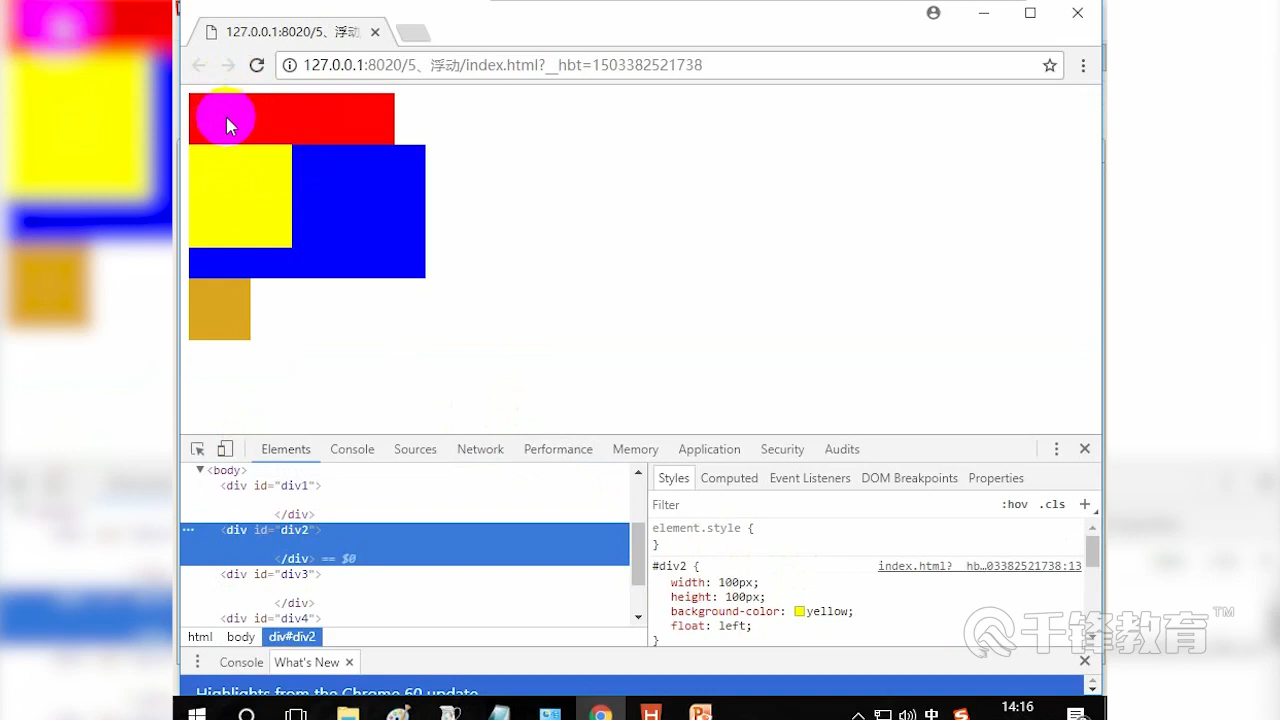 127.0.0.1:8020/5、浮动
127.0.0.1:8020/5、浮动/index.html?__hbt=1503382521738
Elements Console Sources Network Performance Memory Application Security Audits
<body>
<div id="div1">
</div>
<div id="div2">
</div> == $0
<div id="div3">
</div>
<div id="div4">
html body div#div2
Styles Computed Event Listeners DOM Breakpoints Properties
Filter :hov .cls +
element.style {
}
#div2 { index.html?__hb…03382521738:13
width: 100px;
height: 100px;
background-color: yellow;
float: left;
}
千锋教育™
Console What's New
Highlights from the Chrome 60 update
中 14:16